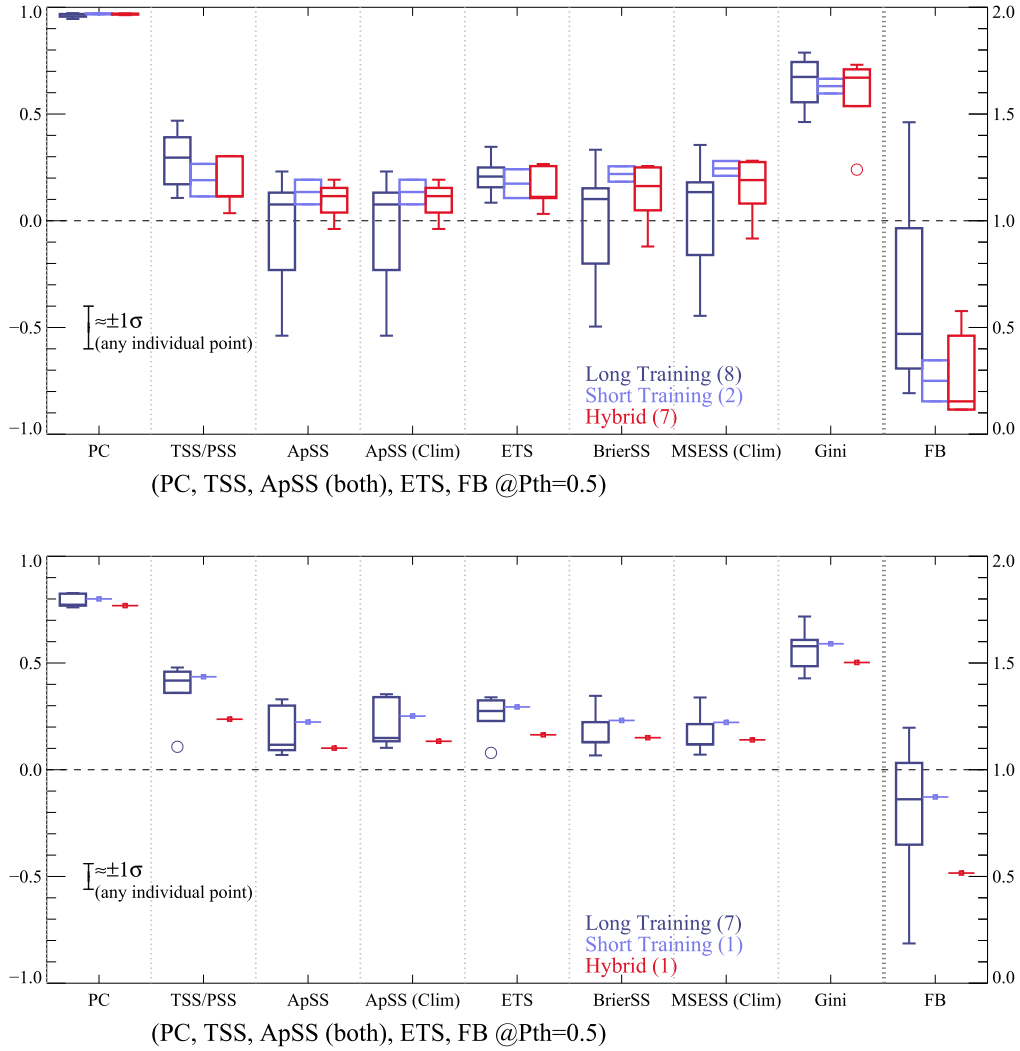 1.0
0.5
0.0
−0.5
−1.0
2.0
1.5
1.0
0.5
0.0
≈±1σ
(any individual point)
Long Training (8)
Short Training (2)
Hybrid (7)
PC TSS/PSS ApSS ApSS (Clim) ETS BrierSS MSESS (Clim) Gini FB
(PC, TSS, ApSS (both), ETS, FB @Pth=0.5)
1.0
0.5
0.0
−0.5
−1.0
2.0
1.5
1.0
0.5
0.0
≈±1σ
(any individual point)
Long Training (7)
Short Training (1)
Hybrid (1)
PC TSS/PSS ApSS ApSS (Clim) ETS BrierSS MSESS (Clim) Gini FB
(PC, TSS, ApSS (both), ETS, FB @Pth=0.5)